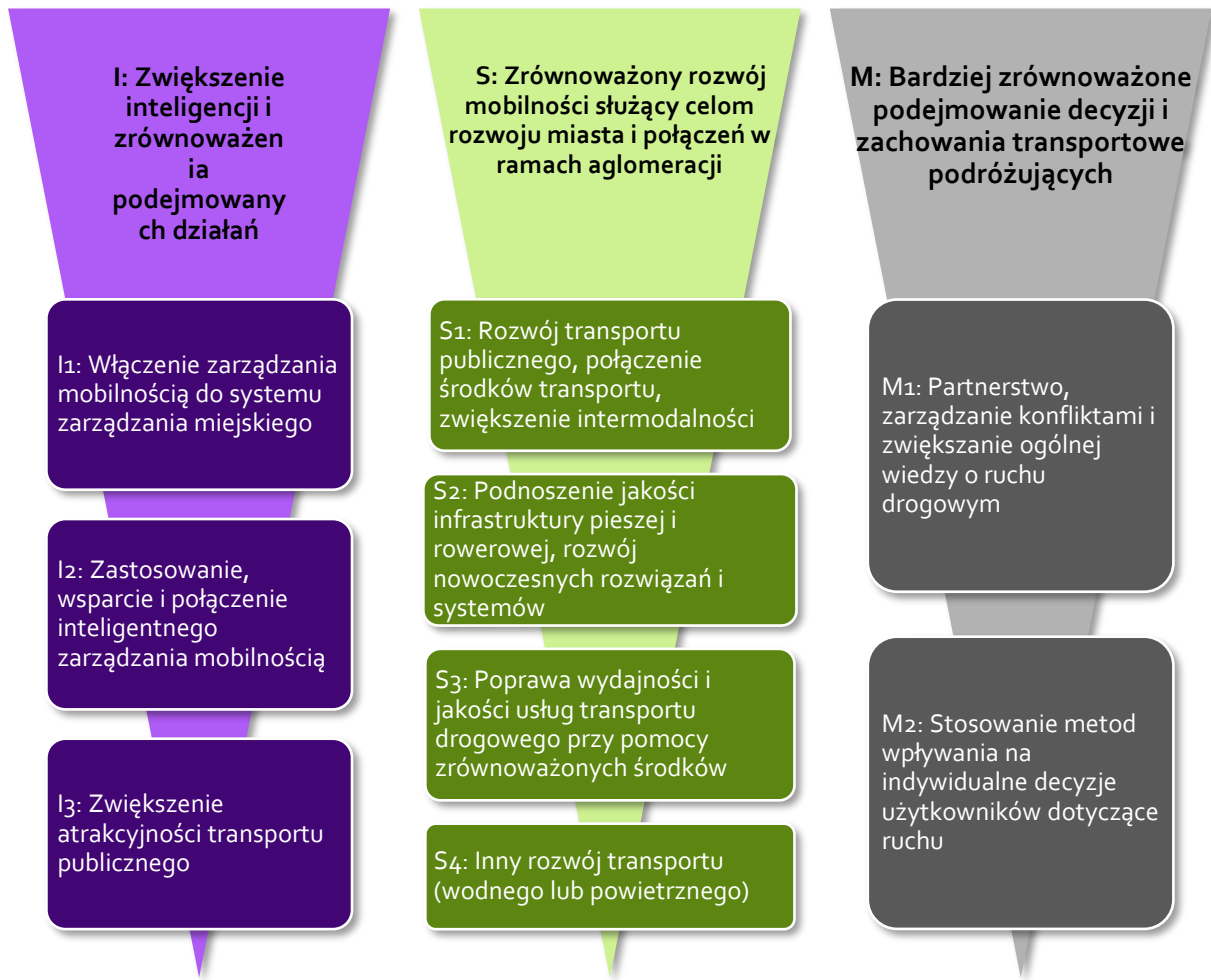 I: Zwiększenie
inteligencji i
zrównoważen
ia
podejmowany
ch działań
I1: Włączenie zarządzania
mobilnością do systemu
zarządzania miejskiego
I2: Zastosowanie,
wsparcie i połączenie
inteligentnego
zarządzania mobilnością
I3: Zwiększenie
atrakcyjności transportu
publicznego
S: Zrównoważony rozwój
mobilności służący celom
rozwoju miasta i połączeń w
ramach aglomeracji
S1: Rozwój transportu
publicznego, połączenie
środków transportu,
zwiększenie intermodalności
S2: Podnoszenie jakości
infrastruktury pieszej i
rowerowej, rozwój
nowoczesnych rozwiązań i
systemów
S3: Poprawa wydajności i
jakości usług transportu
drogowego przy pomocy
zrównoważonych środków
S4: Inny rozwój transportu
(wodnego lub powietrznego)
M: Bardziej zrównoważone
podejmowanie decyzji i
zachowania transportowe
podróżujących
M1: Partnerstwo,
zarządzanie konfliktami i
zwiększanie ogólnej
wiedzy o ruchu
drogowym
M2: Stosowanie metod
wpływania na
indywidualne decyzje
użytkowników dotyczące
ruchu